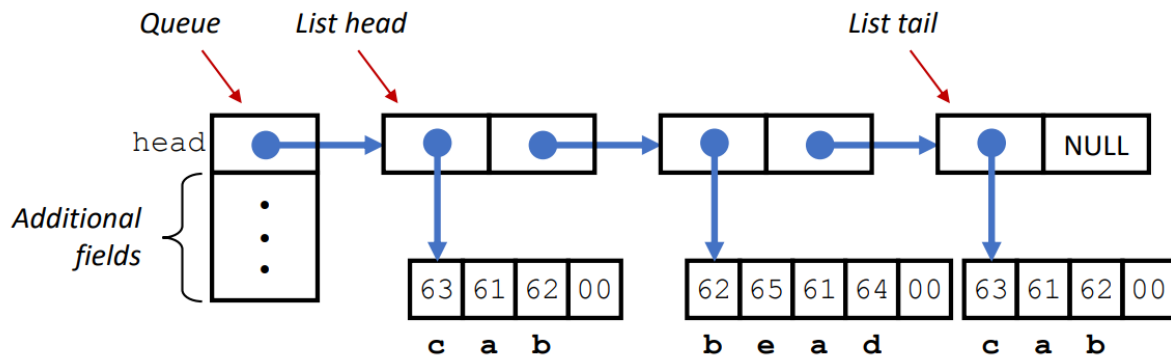 Queue
List head
List tail
head
NULL
Additional
fields
63 61 62 00
62 65 61 64 00
63 61 62 00
c a b
b e a d
c a b